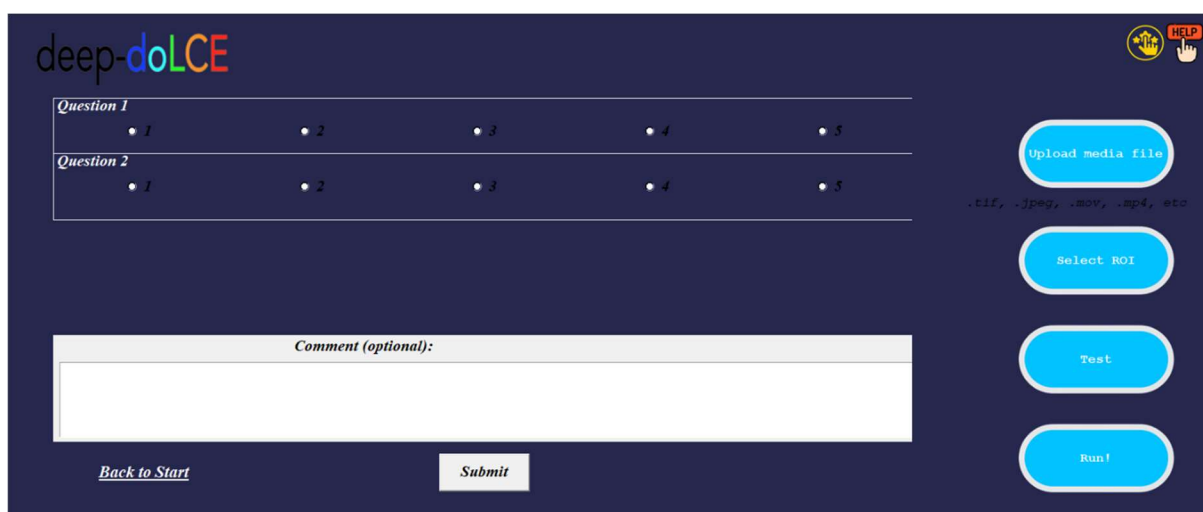 deep-doLCE
HELP
Question 1
1 2 3 4 5
Question 2
1 2 3 4 5
Upload media file
.tif, .jpeg, .mov, .mp4, etc
Select ROI
Comment (optional):
Test
Back to Start
Submit
Run!